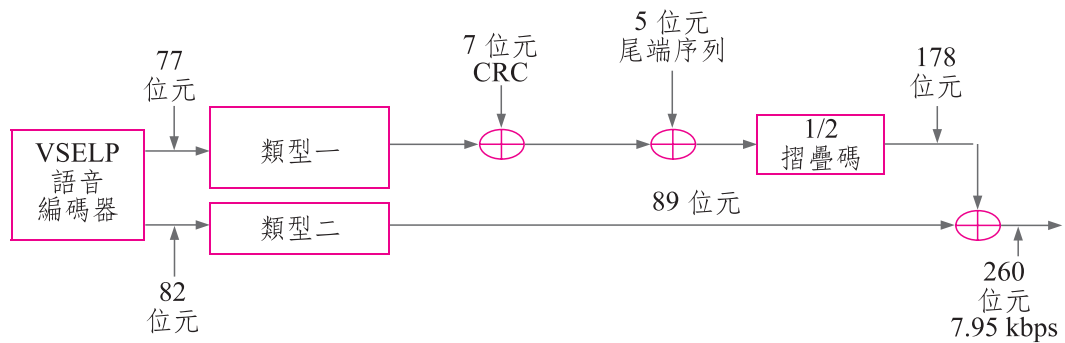 VSELP
語音
編碼器
77
位元
82
位元
類型一
類型二
7 位元
CRC
5 位元
尾端序列
1/2
摺疊碼
178
位元
89 位元
260
位元
7.95 kbps